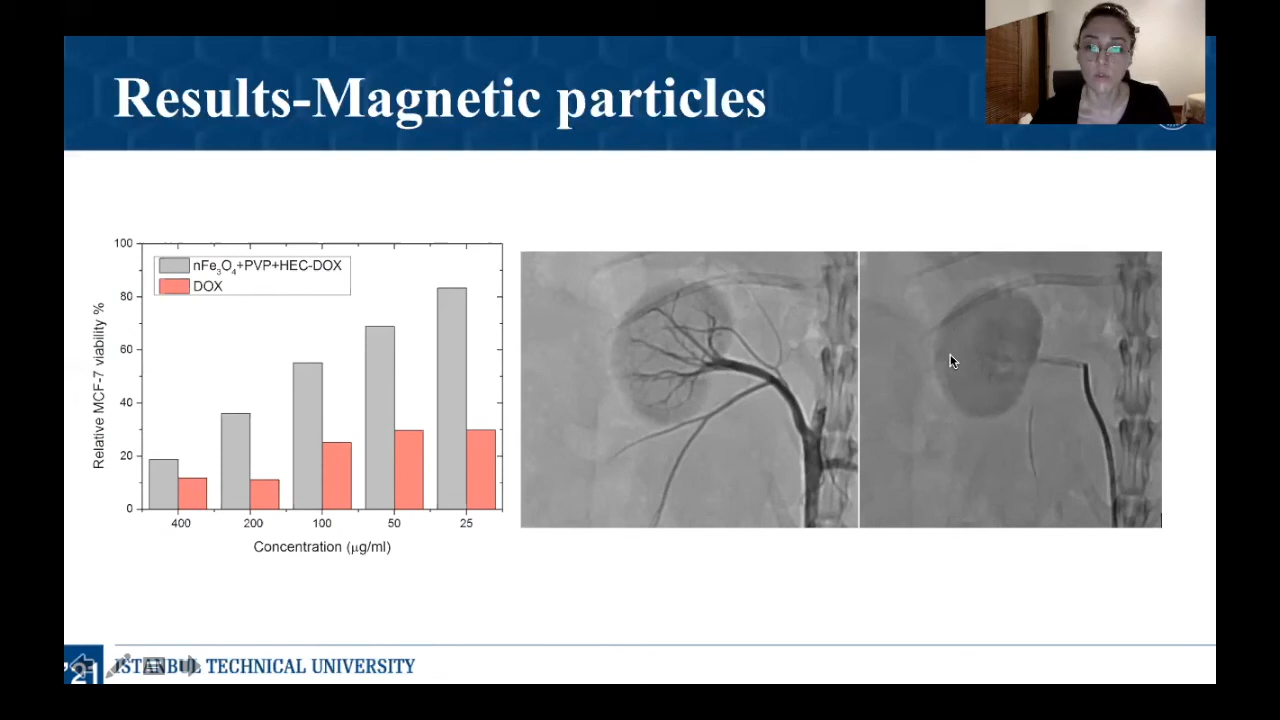 Results-Magnetic particles
100
80
60
40
20
0
Relative MCF-7 viability %
nFe₃O₄+PVP+HEC-DOX
DOX
400 200 100 50 25
Concentration (μg/ml)
'21
ISTANBUL TECHNICAL UNIVERSITY